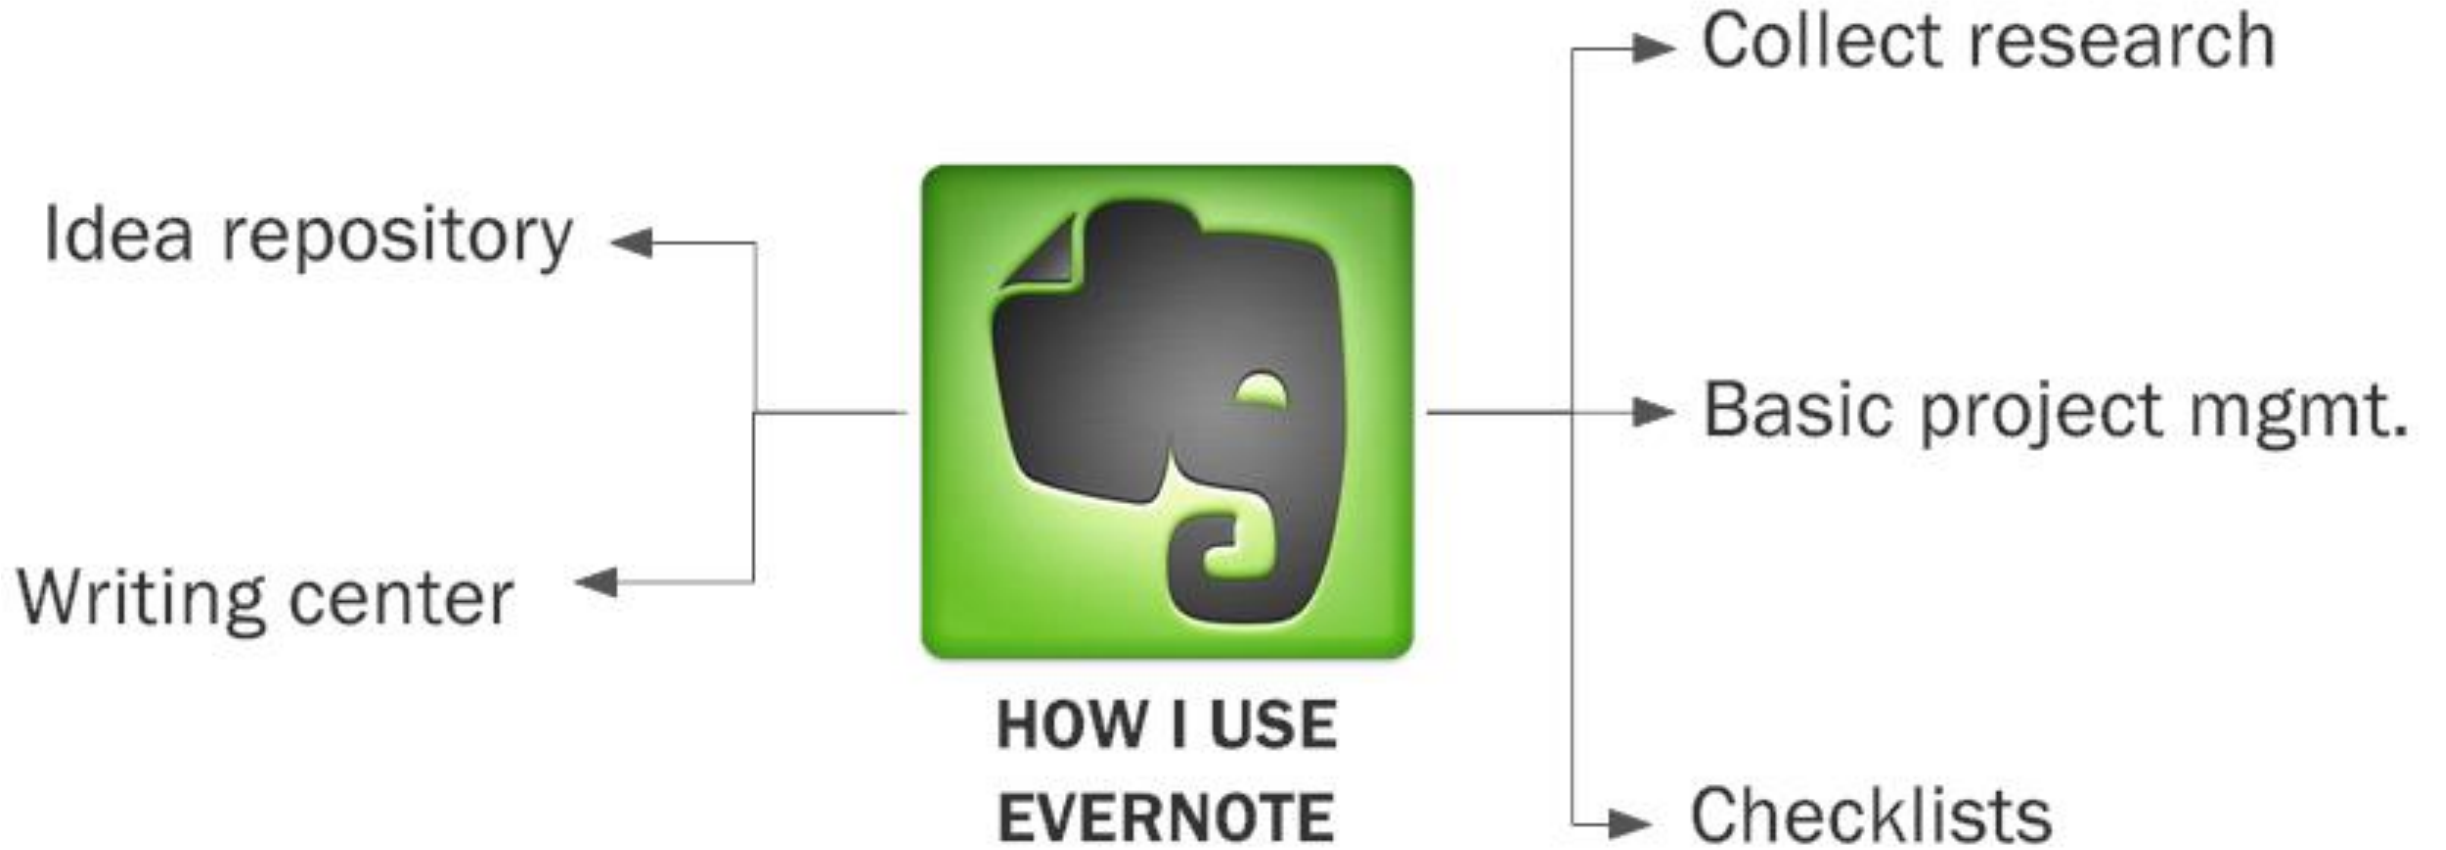 Collect research
Idea repository
Basic project mgmt.
Writing center
HOW I USE
EVERNOTE
Checklists